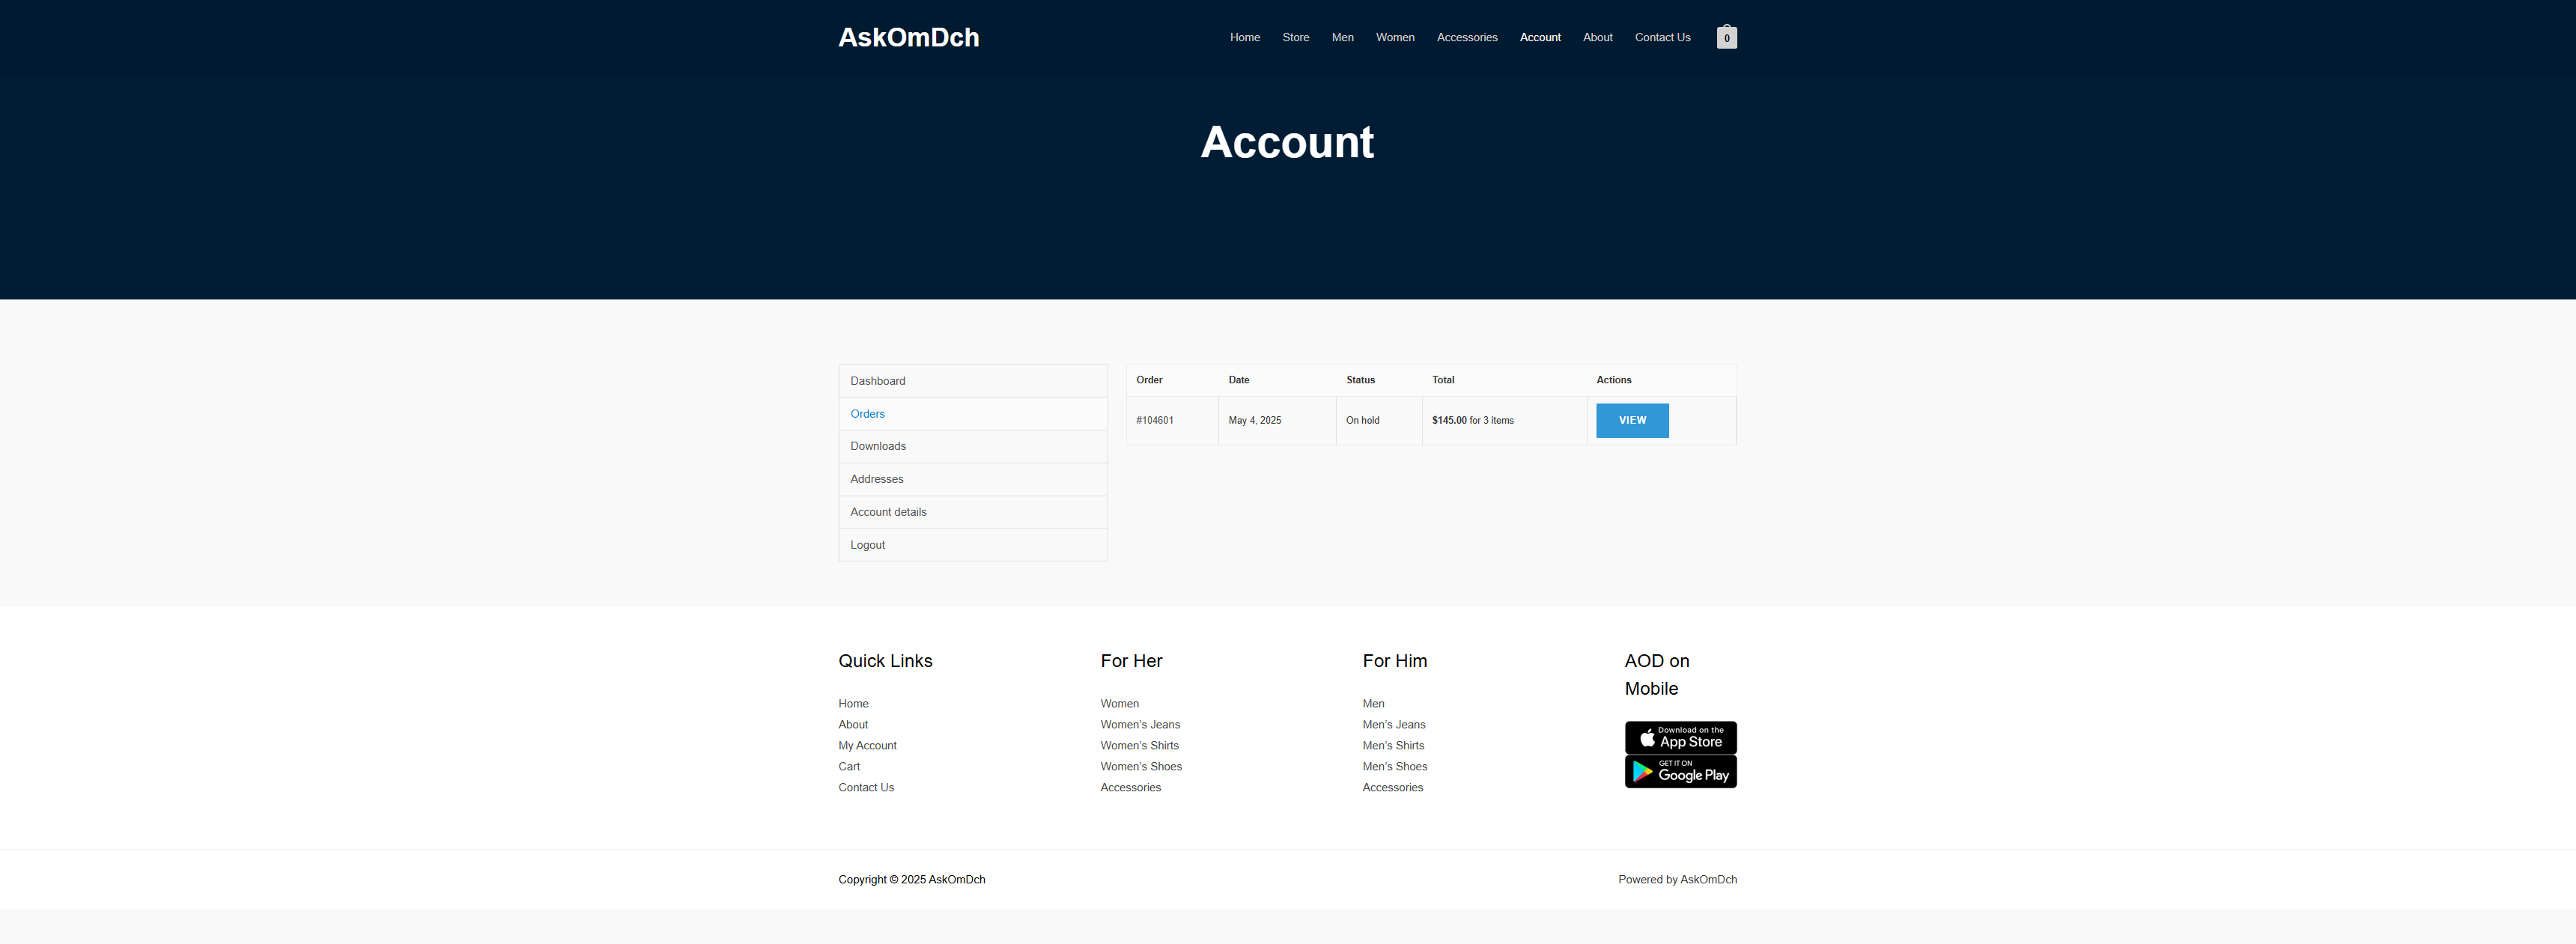 AskOmDch
Home Store Men Women Accessories Account About Contact Us 0
Account
Dashboard
Orders
Downloads
Addresses
Account details
Logout
Order Date Status Total Actions
#104601 May 4, 2025 On hold $145.00 for 3 items VIEW
Quick Links
Home
About
My Account
Cart
Contact Us
For Her
Women
Women’s Jeans
Women’s Shirts
Women’s Shoes
Accessories
For Him
Men
Men’s Jeans
Men’s Shirts
Men’s Shoes
Accessories
AOD on
Mobile
Download on the
App Store
GET IT ON
Google Play
Copyright © 2025 AskOmDch
Powered by AskOmDch